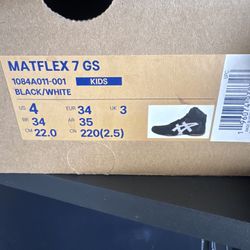 MATFLEX 7 GS
1084A011-001 KIDS
BLACK/WHITE
US 4 EUR 34 UK 3
BR 34 AR 35
CM 22.0 CN 220(2.5)